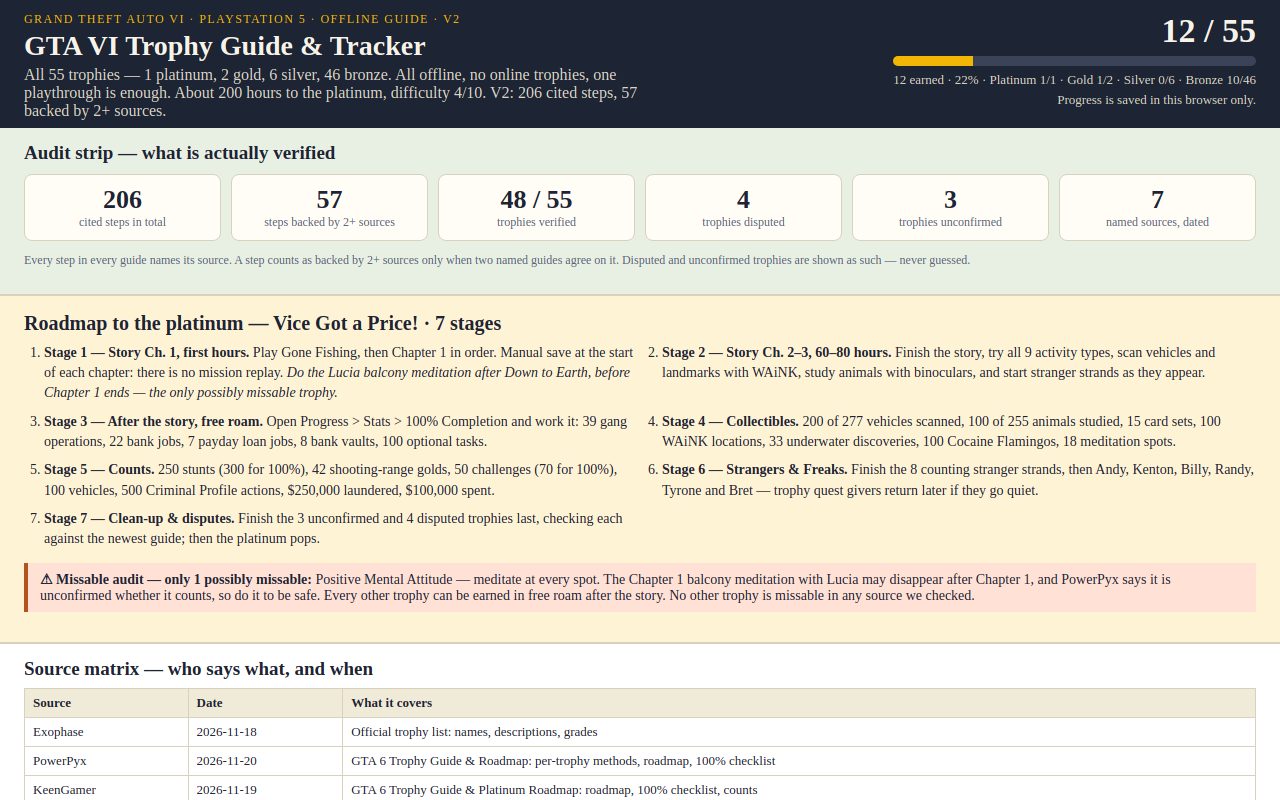 GRAND THEFT AUTO VI · PLAYSTATION 5 · OFFLINE GUIDE · V2
GTA VI Trophy Guide & Tracker
All 55 trophies — 1 platinum, 2 gold, 6 silver, 46 bronze. All offline, no online trophies, one
playthrough is enough. About 200 hours to the platinum, difficulty 4/10. V2: 206 cited steps, 57
backed by 2+ sources.
12 / 55
12 earned · 22% · Platinum 1/1 · Gold 1/2 · Silver 0/6 · Bronze 10/46
Progress is saved in this browser only.
Audit strip — what is actually verified
206
cited steps in total
57
steps backed by 2+ sources
48 / 55
trophies verified
4
trophies disputed
3
trophies unconfirmed
7
named sources, dated
Every step in every guide names its source. A step counts as backed by 2+ sources only when two named guides agree on it. Disputed and unconfirmed trophies are shown as such — never guessed.
Roadmap to the platinum — Vice Got a Price! · 7 stages
1. Stage 1 — Story Ch. 1, first hours. Play Gone Fishing, then Chapter 1 in order. Manual save at the start
of each chapter: there is no mission replay. Do the Lucia balcony meditation after Down to Earth, before
Chapter 1 ends — the only possibly missable trophy.
2. Stage 2 — Story Ch. 2–3, 60–80 hours. Finish the story, try all 9 activity types, scan vehicles and
landmarks with WAiNK, study animals with binoculars, and start stranger strands as they appear.
3. Stage 3 — After the story, free roam. Open Progress > Stats > 100% Completion and work it: 39 gang
operations, 22 bank jobs, 7 payday loan jobs, 8 bank vaults, 100 optional tasks.
4. Stage 4 — Collectibles. 200 of 277 vehicles scanned, 100 of 255 animals studied, 15 card sets, 100
WAiNK locations, 33 underwater discoveries, 100 Cocaine Flamingos, 18 meditation spots.
5. Stage 5 — Counts. 250 stunts (300 for 100%), 42 shooting-range golds, 50 challenges (70 for 100%),
100 vehicles, 500 Criminal Profile actions, $250,000 laundered, $100,000 spent.
6. Stage 6 — Strangers & Freaks. Finish the 8 counting stranger strands, then Andy, Kenton, Billy, Randy,
Tyrone and Bret — trophy quest givers return later if they go quiet.
7. Stage 7 — Clean-up & disputes. Finish the 3 unconfirmed and 4 disputed trophies last, checking each
against the newest guide; then the platinum pops.
⚠ Missable audit — only 1 possibly missable: Positive Mental Attitude — meditate at every spot. The Chapter 1 balcony meditation with Lucia may disappear after Chapter 1, and PowerPyx says it is
unconfirmed whether it counts, so do it to be safe. Every other trophy can be earned in free roam after the story. No other trophy is missable in any source we checked.
Source matrix — who says what, and when
Source Date What it covers
Exophase 2026-11-18 Official trophy list: names, descriptions, grades
PowerPyx 2026-11-20 GTA 6 Trophy Guide & Roadmap: per-trophy methods, roadmap, 100% checklist
KeenGamer 2026-11-19 GTA 6 Trophy Guide & Platinum Roadmap: roadmap, 100% checklist, counts